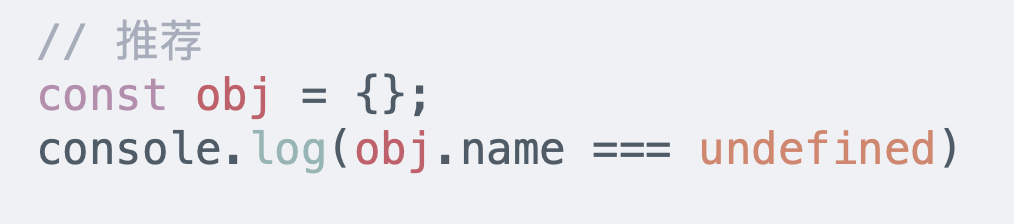 // 推荐
const obj = {};
console.log(obj.name === undefined)